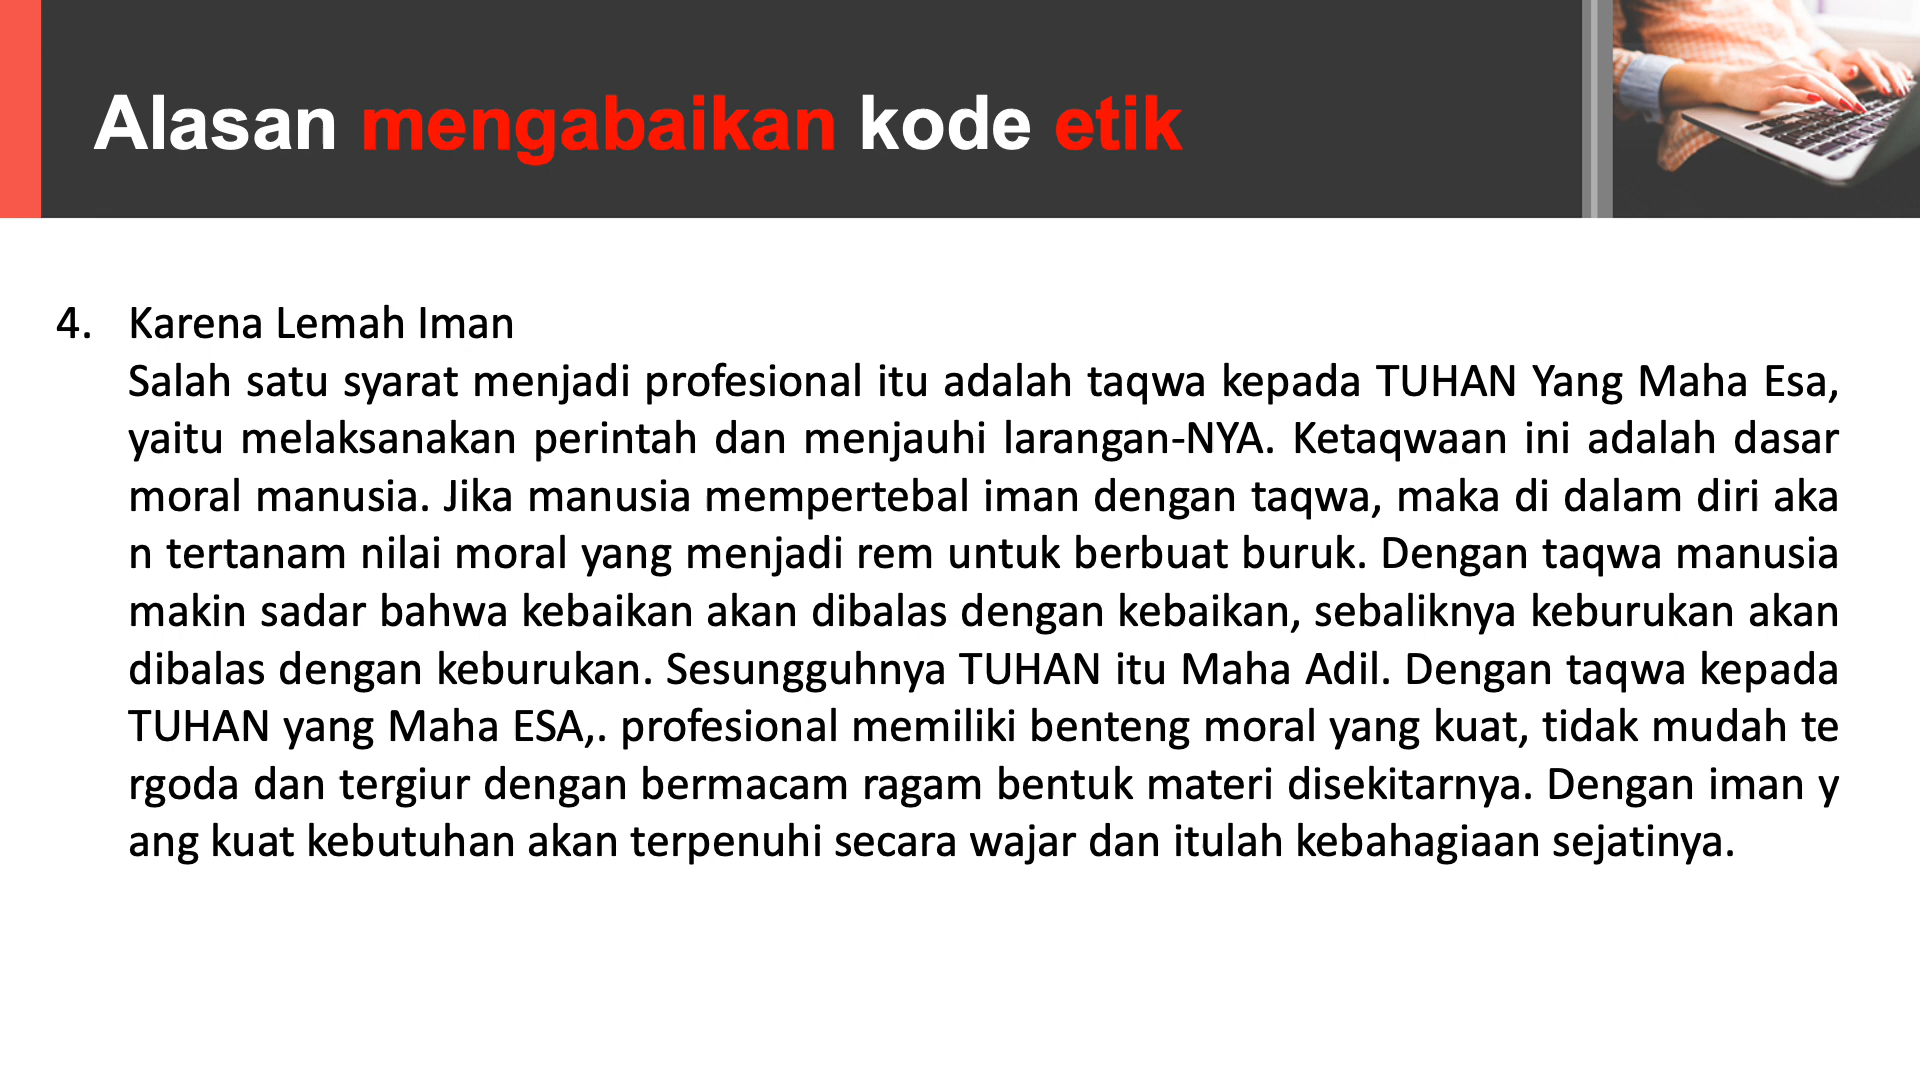 Alasan mengabaikan kode etik
4. Karena Lemah Iman
Salah satu syarat menjadi profesional itu adalah taqwa kepada TUHAN Yang Maha Esa,
yaitu melaksanakan perintah dan menjauhi larangan-NYA. Ketaqwaan ini adalah dasar
moral manusia. Jika manusia mempertebal iman dengan taqwa, maka di dalam diri aka
n tertanam nilai moral yang menjadi rem untuk berbuat buruk. Dengan taqwa manusia
makin sadar bahwa kebaikan akan dibalas dengan kebaikan, sebaliknya keburukan akan
dibalas dengan keburukan. Sesungguhnya TUHAN itu Maha Adil. Dengan taqwa kepada
TUHAN yang Maha ESA,. profesional memiliki benteng moral yang kuat, tidak mudah te
rgoda dan tergiur dengan bermacam ragam bentuk materi disekitarnya. Dengan iman y
ang kuat kebutuhan akan terpenuhi secara wajar dan itulah kebahagiaan sejatinya.